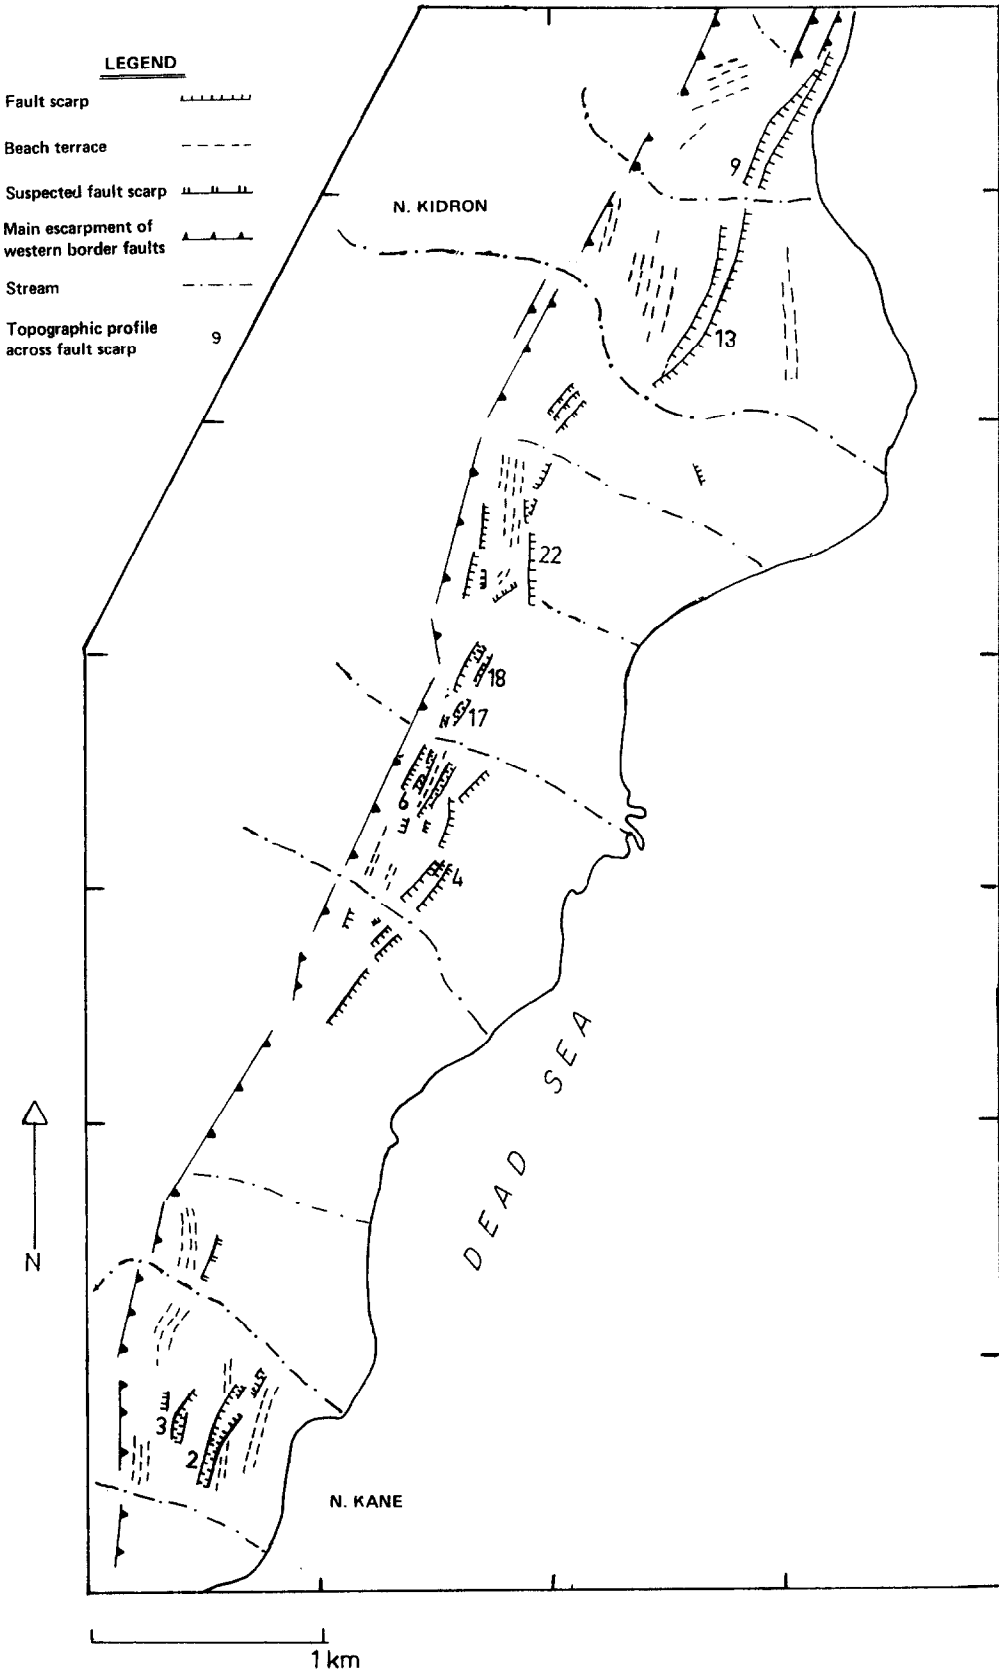 LEGEND
Fault scarp
Beach terrace
Suspected fault scarp
Main escarpment of
western border faults
Stream
Topographic profile
across fault scarp
9
9
N. KIDRON
13
22
18
17
6
4
DEAD SEA
N
3
2
N. KANE
1 km